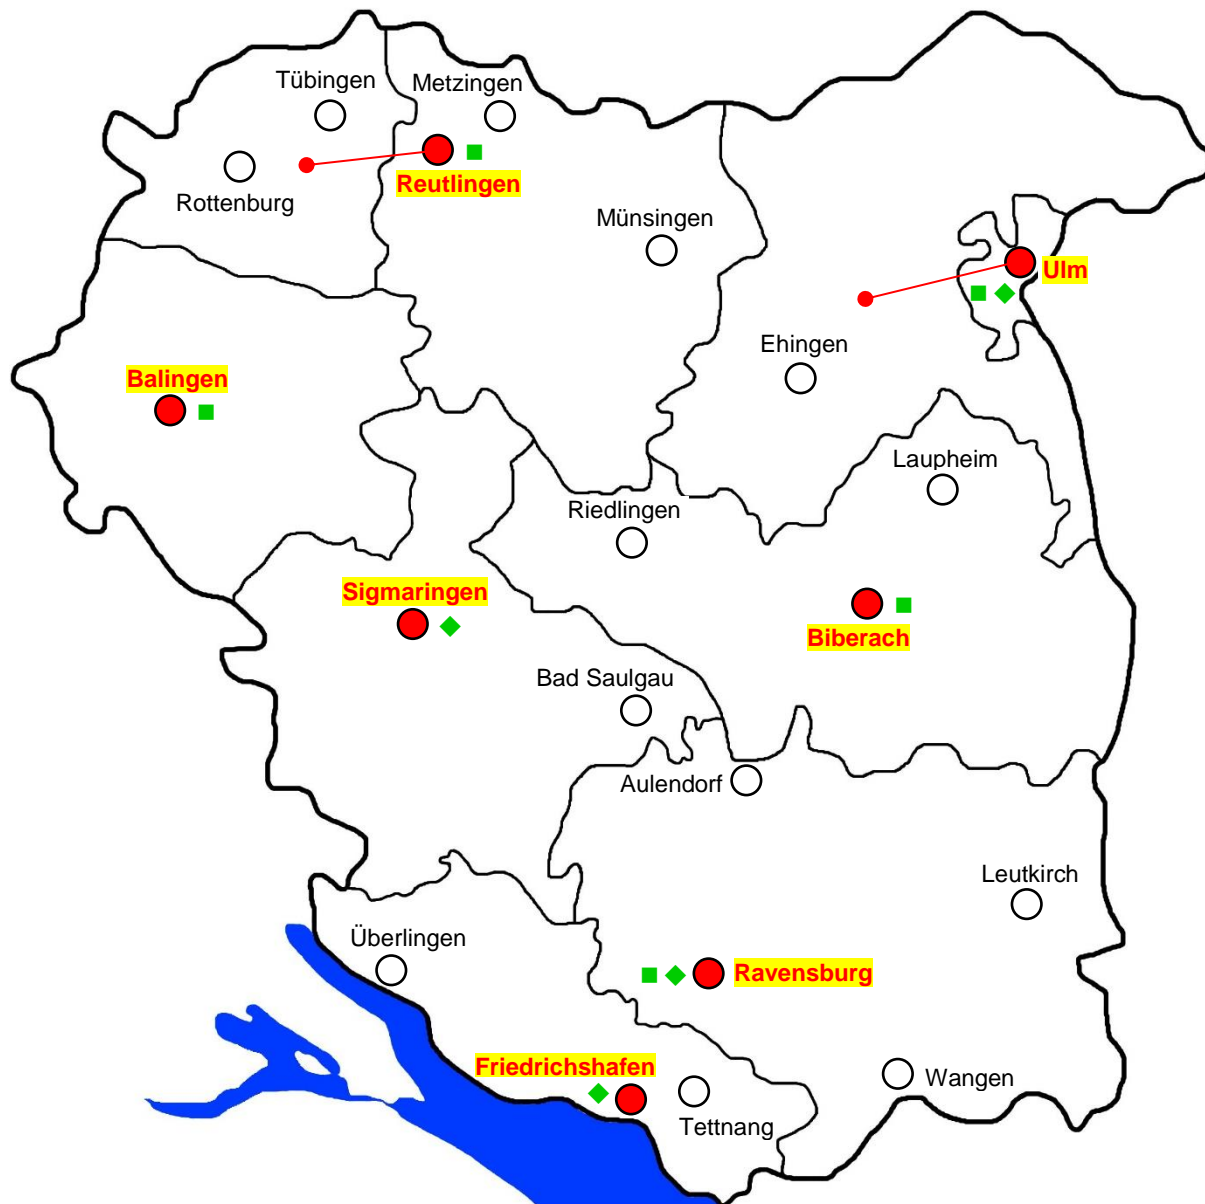 Tübingen
Metzingen
Reutlingen
Rottenburg
Münsingen
Ulm
Ehingen
Balingen
Laupheim
Riedlingen
Sigmaringen
Biberach
Bad Saulgau
Aulendorf
Leutkirch
Überlingen
Ravensburg
Friedrichshafen
Wangen
Tettnang